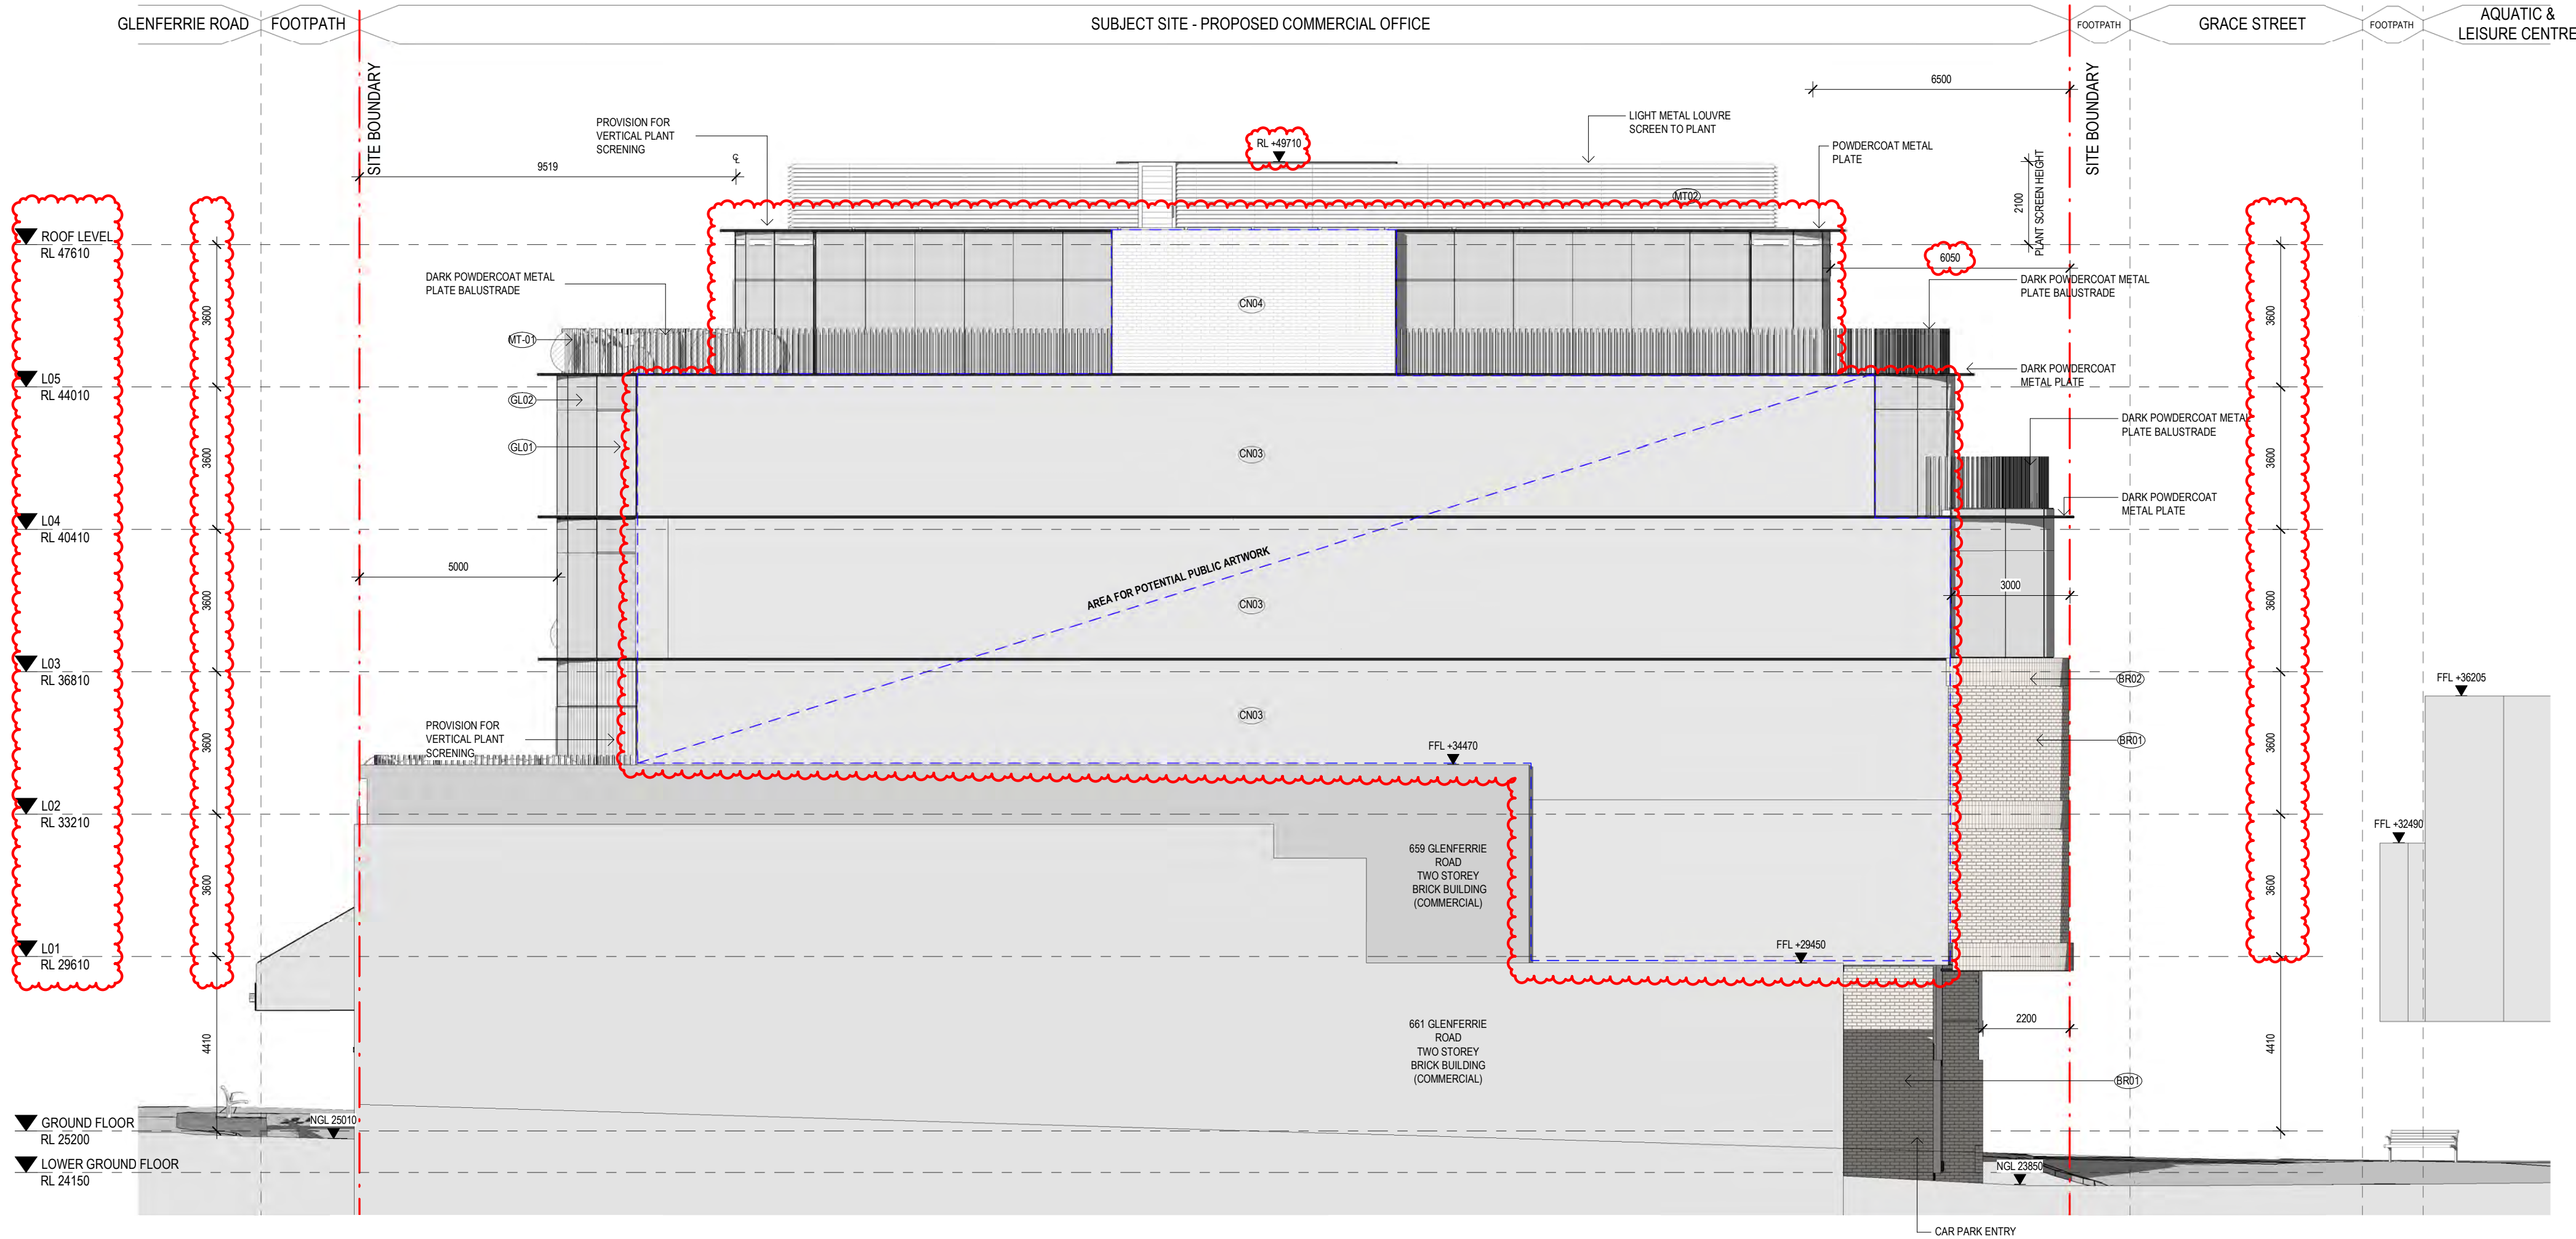 GLENFERRIE ROAD
FOOTPATH
SUBJECT SITE - PROPOSED COMMERCIAL OFFICE
FOOTPATH
GRACE STREET
FOOTPATH
AQUATIC &
LEISURE CENTRE
SITE BOUNDARY
SITE BOUNDARY
6500
PROVISION FOR
VERTICAL PLANT
SCRENING
LIGHT METAL LOUVRE
SCREEN TO PLANT
RL +49710
POWDERCOAT METAL
PLATE
9519
℄
MT02
2100
PLANT SCREEN HEIGHT
ROOF LEVEL
RL 47610
6050
DARK POWDERCOAT METAL
PLATE BALUSTRADE
DARK POWDERCOAT METAL
PLATE BALUSTRADE
3600
CN04
3600
MT-01
L05
RL 44010
DARK POWDERCOAT
METAL PLATE
GL02
DARK POWDERCOAT METAL
PLATE BALUSTRADE
GL01
3600
CN03
3600
DARK POWDERCOAT
METAL PLATE
L04
RL 40410
AREA FOR POTENTIAL PUBLIC ARTWORK
5000
3000
3600
CN03
3600
L03
RL 36810
BR02
FFL +36205
CN03
PROVISION FOR
VERTICAL PLANT
SCRENING
3600
FFL +34470
BR01
3600
L02
RL 33210
FFL +32490
659 GLENFERRIE
ROAD
TWO STOREY
BRICK BUILDING
(COMMERCIAL)
3600
3600
L01
RL 29610
FFL +29450
661 GLENFERRIE
ROAD
TWO STOREY
BRICK BUILDING
(COMMERCIAL)
2200
4410
4410
BR01
GROUND FLOOR
RL 25200
NGL 25010
LOWER GROUND FLOOR
RL 24150
NGL 23850
CAR PARK ENTRY